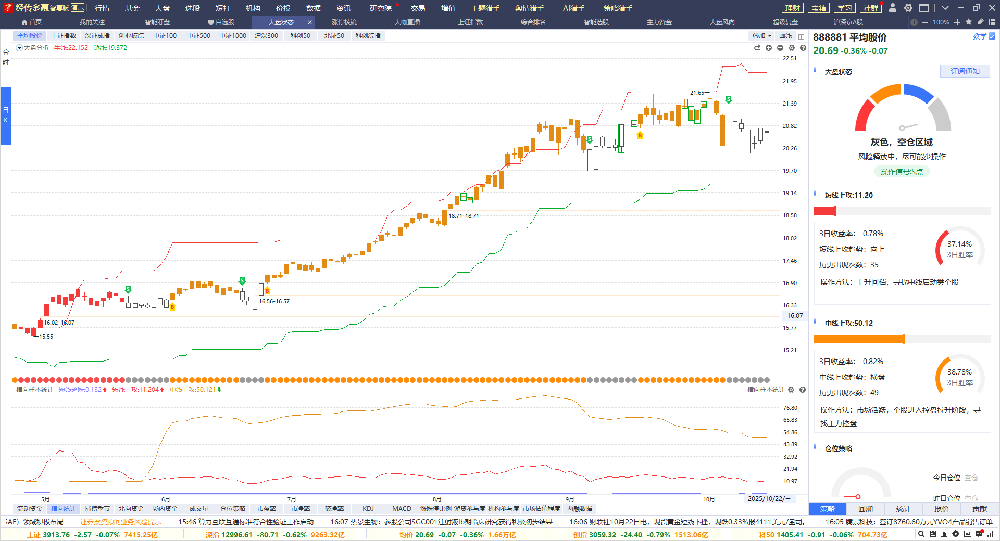 经传多赢 智尊版 演示 行情 基金 大盘 选股 短打 机构 价投 数据 资讯 研究院 交易 增值 主题猎手 舆情猎手 AI猎手 策略猎手 理财 宝箱 学习 社群
首页 我的关注 智能盯盘 自选股 大盘状态 × 涨停棱镜 大咖直播 上证指数 综合排名 智能选股 主力资金 大盘风向 超级复盘 沪深京A股 100%
平均股价 上证指数 深证成指 创业板综 中证100 中证500 中证1000 沪深300 科创50 北证50 科创综指 叠加 画线
大盘分析 牛线:22.152 熊线:19.372
分时
日K
22.51
21.95
21.39
20.82
20.26
19.70
19.14
18.58
18.02
17.46
16.90
16.33
16.07
15.77
15.21
21.65
S
S
B
18.71-18.71
S
S
B
B
16.56-16.57
16.02-16.07
15.55
横向样本统计 短线超跌:0.132 短线上攻:11.204 中线上攻:50.121 横向样本统计
76.80
65.83
54.86
43.89
32.92
21.94
10.97
5月 6月 7月 8月 9月 10月 2025/10/22/三
流动资金 横向统计 捕捞季节 北向资金 场内资金 成交量 仓位策略 市盈率 市净率 破净率 KDJ MACD 涨跌停比例 游资参与度 机构参与度 市场估值程度 两融数据
888881 平均股价 教学
20.69 -0.36% -0.07
大盘状态 订阅通知
灰色，空仓区域
风险释放中，尽可能少操作
操作信号:S点
短线上攻:11.20
3日收益率：-0.78%
短线上攻趋势：向上
历史出现次数：35
37.14%
3日胜率
操作方法：上升回档，寻找中线启动类个股
中线上攻:50.12
3日收益率：-0.82%
中线上攻趋势：横盘
历史出现次数：49
38.78%
3日胜率
操作方法：市场活跃，个股进入控盘拉升阶段，寻
找主力控盘
仓位策略
今日仓位 空仓
昨日仓位 空仓
策略 回溯 统计 报价 贡献
SAF）领域积极布局 证券投资顾问业务风险提示 15:46 算力互联互通标准符合性验证工作启动 16:07 热景生物：参股公司SGC001注射液Ib期临床研究获得积极初步结果 16:06 财联社10月22日电，现货黄金短线下挫，现跌0.33%报4111美元/盎司。 16:05 腾景科技：签订8760.60万元YVO4产品销售订单
上证 3913.76 -2.57 -0.07% 7415.25亿 深指 12996.61 -80.71 -0.62% 9263.32亿 均价 20.69 -0.07 -0.36% 1.66万亿 创指 3059.32 -24.40 -0.79% 1513.06亿 科50 1405.41 -0.91 -0.06% 704.73亿